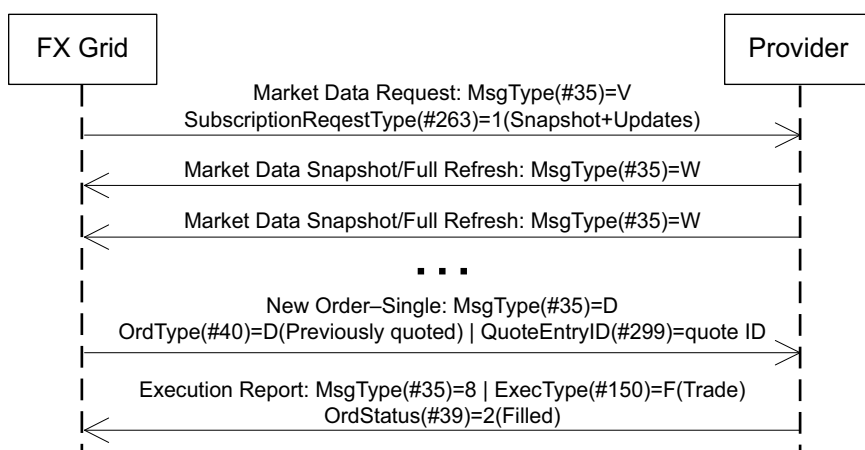 FX Grid
Provider
Market Data Request: MsgType(#35)=V
SubscriptionReqestType(#263)=1(Snapshot+Updates)
Market Data Snapshot/Full Refresh: MsgType(#35)=W
Market Data Snapshot/Full Refresh: MsgType(#35)=W
...
New Order–Single: MsgType(#35)=D
OrdType(#40)=D(Previously quoted) | QuoteEntryID(#299)=quote ID
Execution Report: MsgType(#35)=8 | ExecType(#150)=F(Trade)
OrdStatus(#39)=2(Filled)